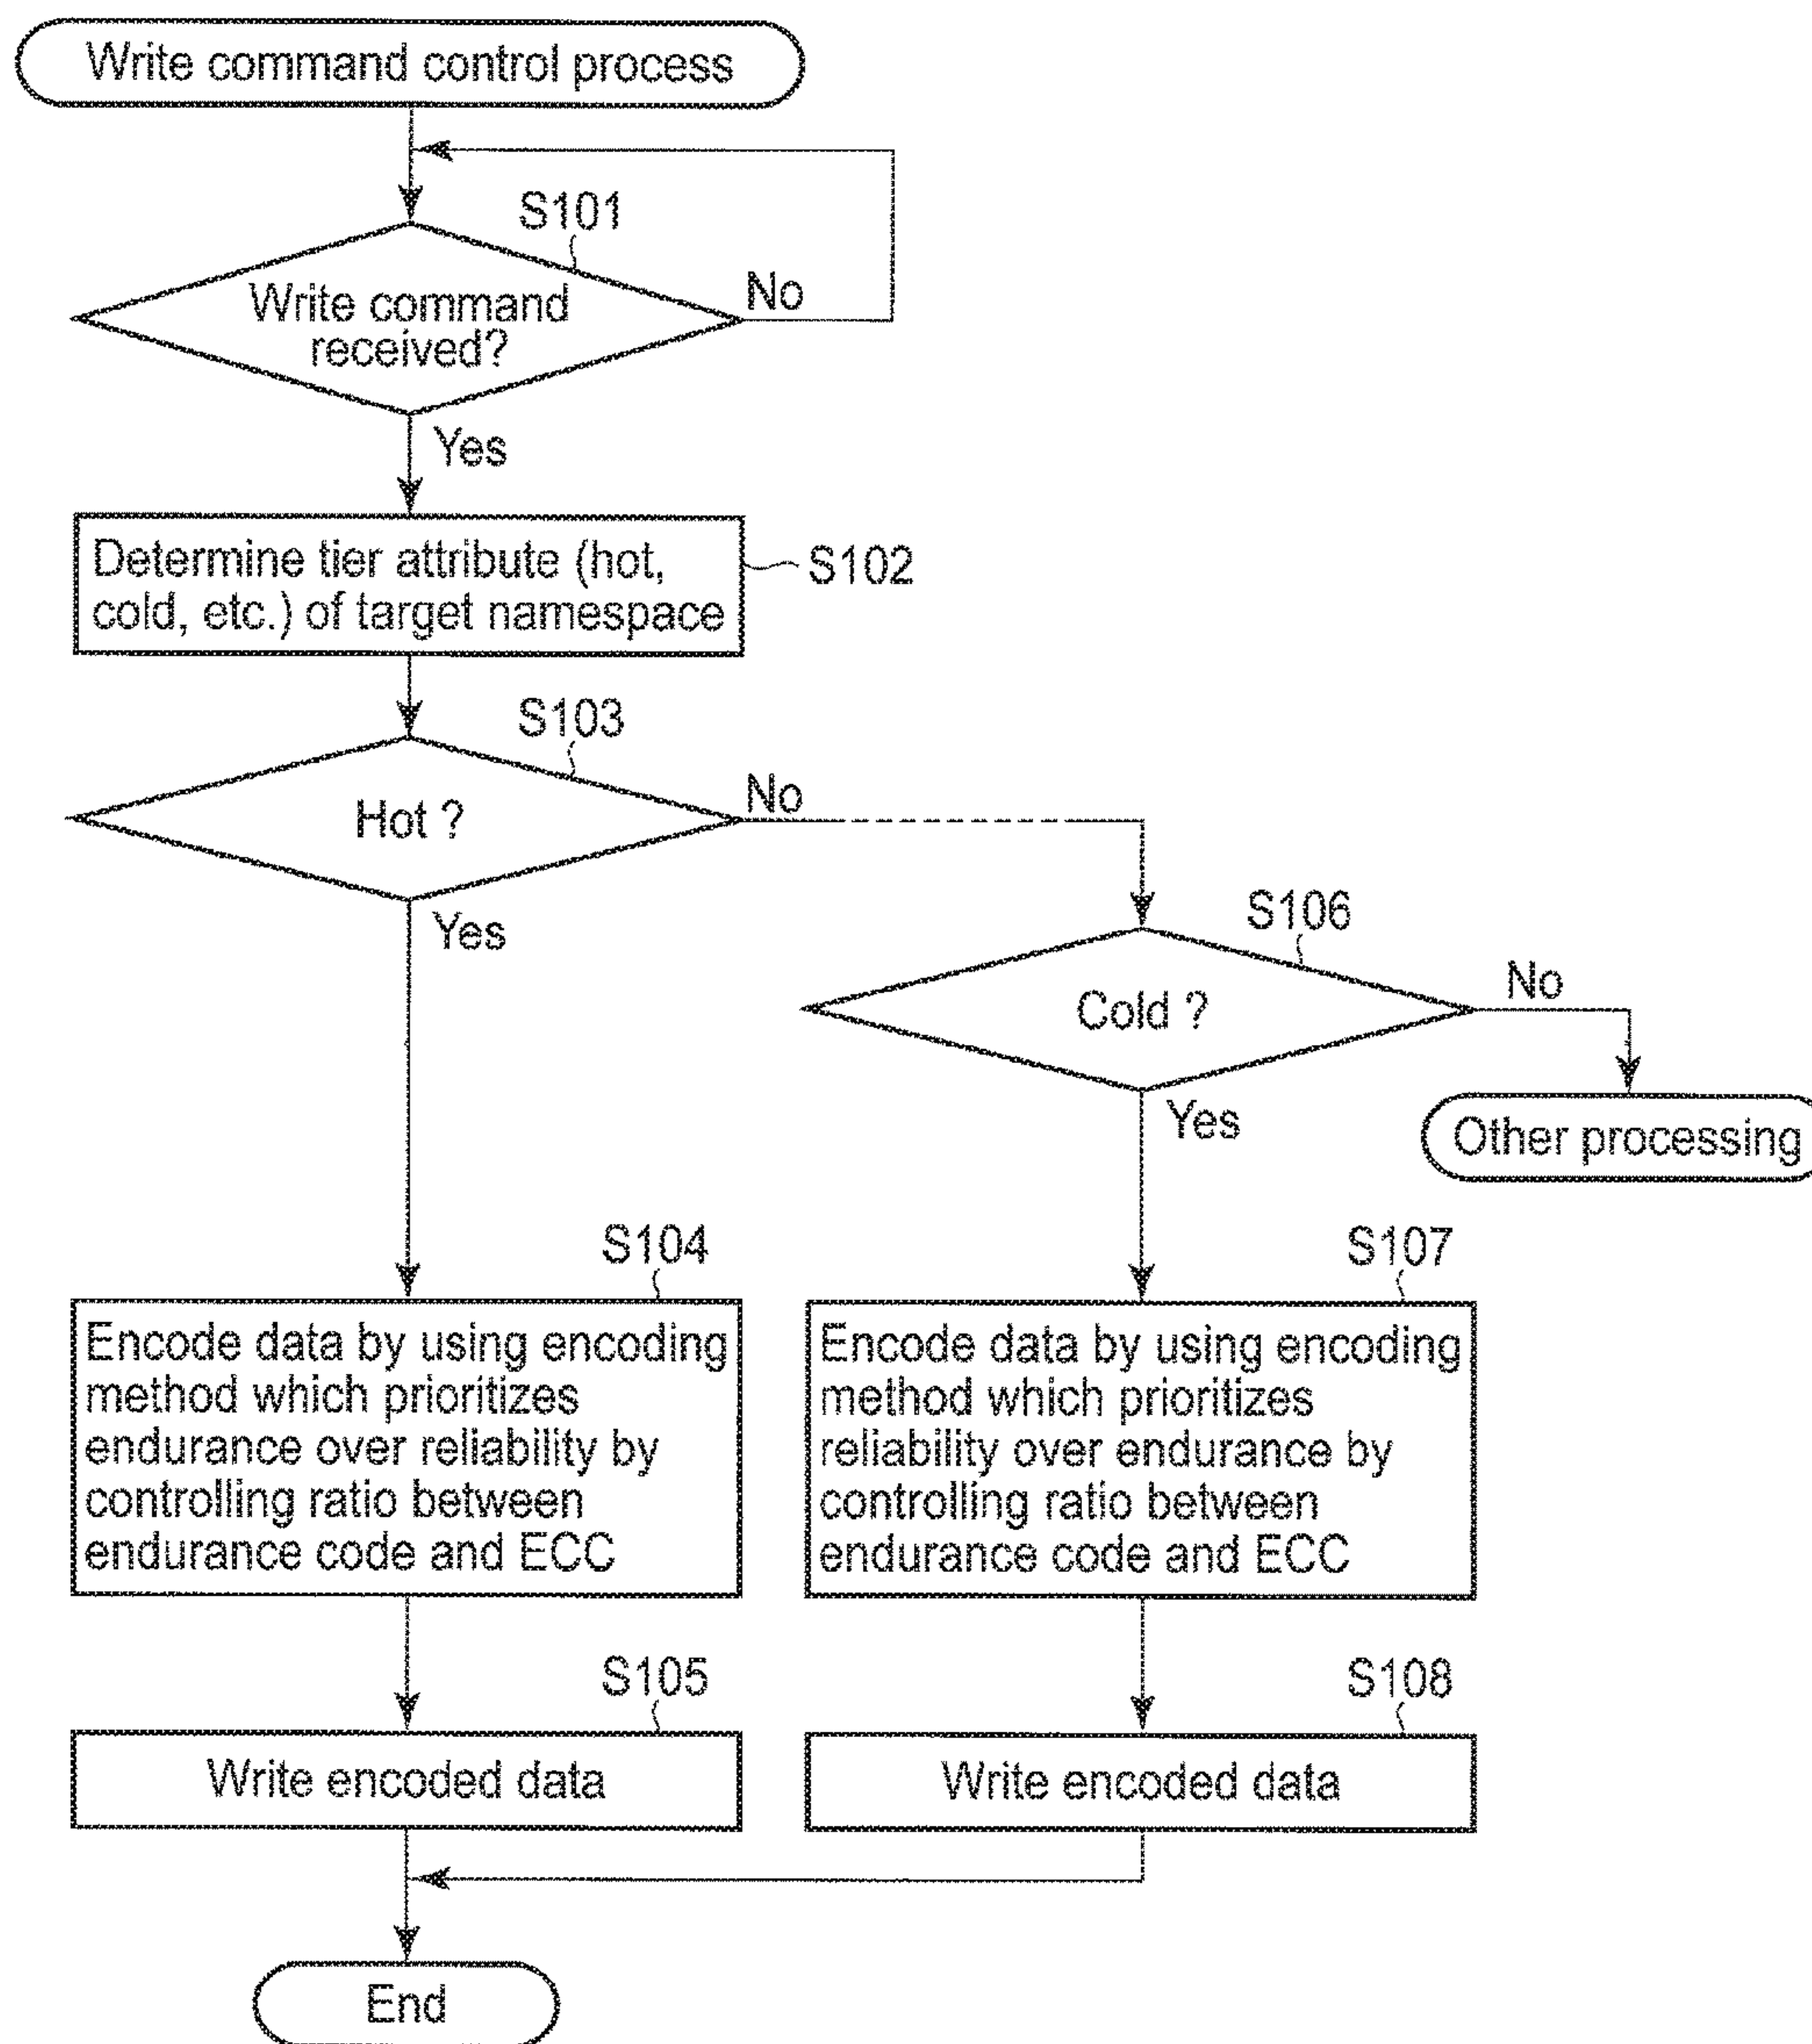 Write command control process
S101
Write command
received?
No
Yes
Determine tier attribute (hot,
cold, etc.) of target namespace
S102
S103
Hot ?
No
Yes
S106
Cold ?
No
Yes
Other processing
S104
Encode data by using encoding
method which prioritizes
endurance over reliability by
controlling ratio between
endurance code and ECC
S107
Encode data by using encoding
method which prioritizes
reliability over endurance by
controlling ratio between
endurance code and ECC
S105
Write encoded data
S108
Write encoded data
End